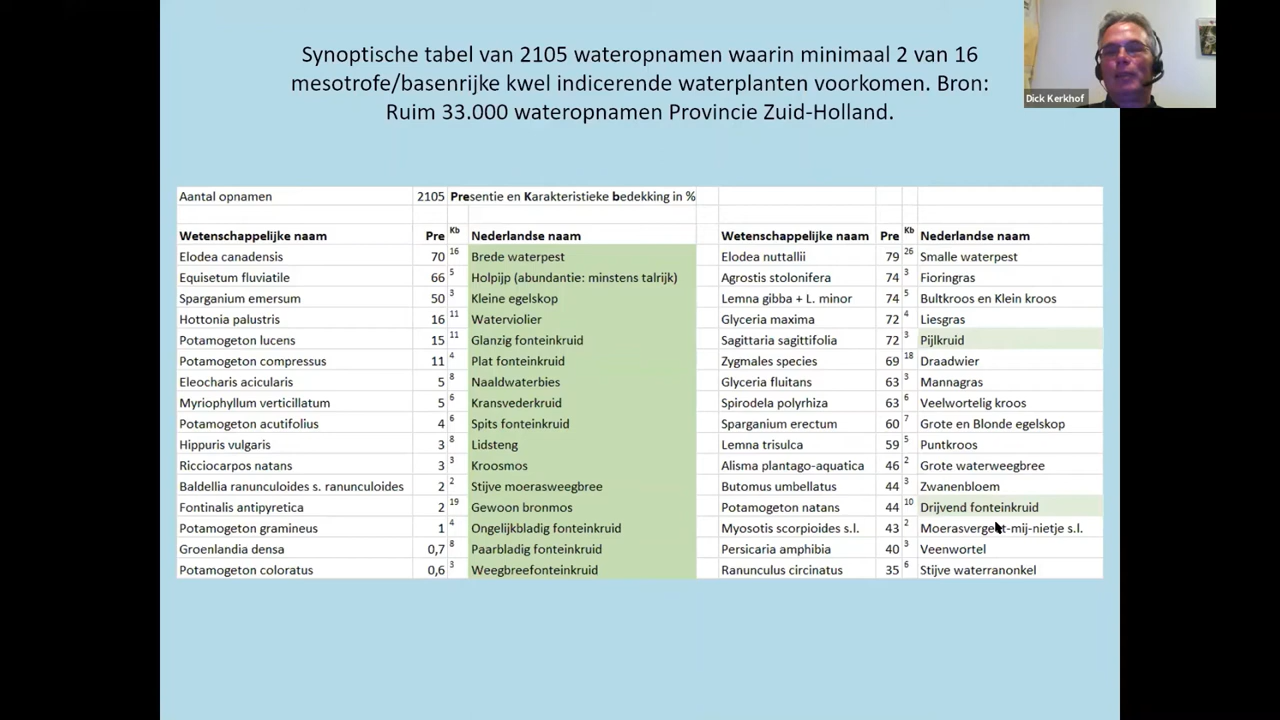 Synoptische tabel van 2105 wateropnamen waarin minimaal 2 van 16
mesotrofe/basenrijke kwel indicerende waterplanten voorkomen. Bron:
Ruim 33.000 wateropnamen Provincie Zuid-Holland.
Dick Kerkhof
Aantal opnamen 2105 Presentie en Karakteristieke bedekking in %
Wetenschappelijke naam Pre Kb Nederlandse naam Wetenschappelijke naam Pre Kb Nederlandse naam
Elodea canadensis 70 16 Brede waterpest Elodea nuttallii 79 26 Smalle waterpest
Equisetum fluviatile 66 5 Holpijp (abundantie: minstens talrijk) Agrostis stolonifera 74 3 Fioringras
Sparganium emersum 50 3 Kleine egelskop Lemna gibba + L. minor 74 5 Bultkroos en Klein kroos
Hottonia palustris 16 11 Waterviolier Glyceria maxima 72 4 Liesgras
Potamogeton lucens 15 11 Glanzig fonteinkruid Sagittaria sagittifolia 72 3 Pijlkruid
Potamogeton compressus 11 4 Plat fonteinkruid Zygmales species 69 18 Draadwier
Eleocharis acicularis 5 8 Naaldwaterbies Glyceria fluitans 63 3 Mannagras
Myriophyllum verticillatum 5 6 Kransvederkruid Spirodela polyrhiza 63 6 Veelwortelig kroos
Potamogeton acutifolius 4 6 Spits fonteinkruid Sparganium erectum 60 7 Grote en Blonde egelskop
Hippuris vulgaris 3 8 Lidsteng Lemna trisulca 59 5 Puntkroos
Ricciocarpos natans 3 3 Kroosmos Alisma plantago-aquatica 46 2 Grote waterweegbree
Baldellia ranunculoides s. ranunculoides 2 2 Stijve moerasweegbree Butomus umbellatus 44 3 Zwanenbloem
Fontinalis antipyretica 2 19 Gewoon bronmos Potamogeton natans 44 10 Drijvend fonteinkruid
Potamogeton gramineus 1 4 Ongelijkbladig fonteinkruid Myosotis scorpioides s.l. 43 2 Moerasvergeet-mij-nietje s.l.
Groenlandia densa 0,7 8 Paarbladig fonteinkruid Persicaria amphibia 40 3 Veenwortel
Potamogeton coloratus 0,6 3 Weegbreefonteinkruid Ranunculus circinatus 35 6 Stijve waterranonkel